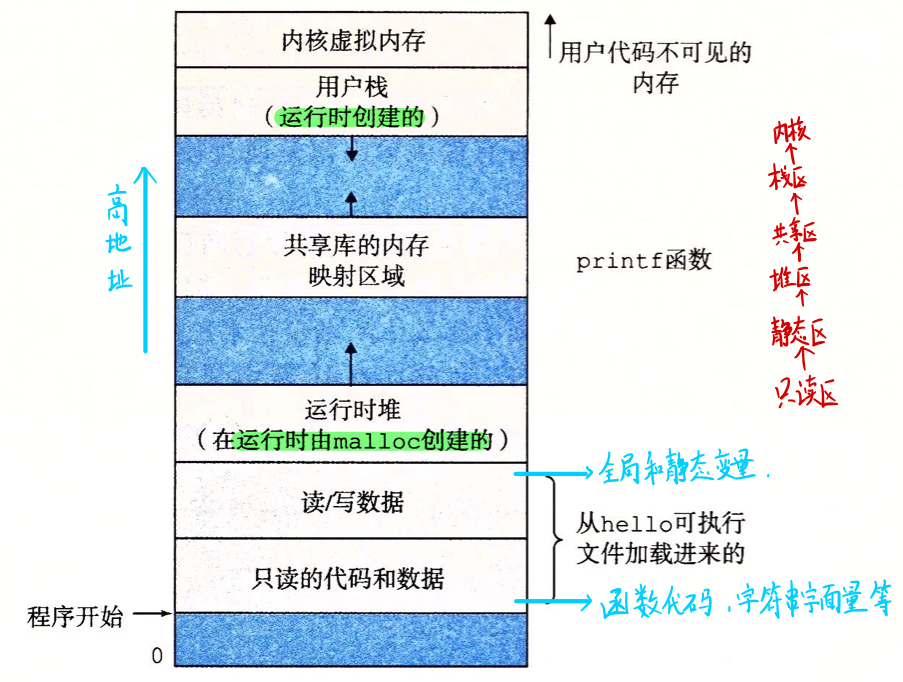 内核虚拟内存
用户代码不可见的
内存
用户栈
（运行时创建的）
内核
栈区
共享区
堆区
静态区
只读区
高
地
址
共享库的内存
映射区域
printf函数
运行时堆
（在运行时由malloc创建的）
全局和静态变量.
读/写数据
从hello可执行
文件加载进来的
只读的代码和数据
函数代码、字符串字面量等
程序开始
0